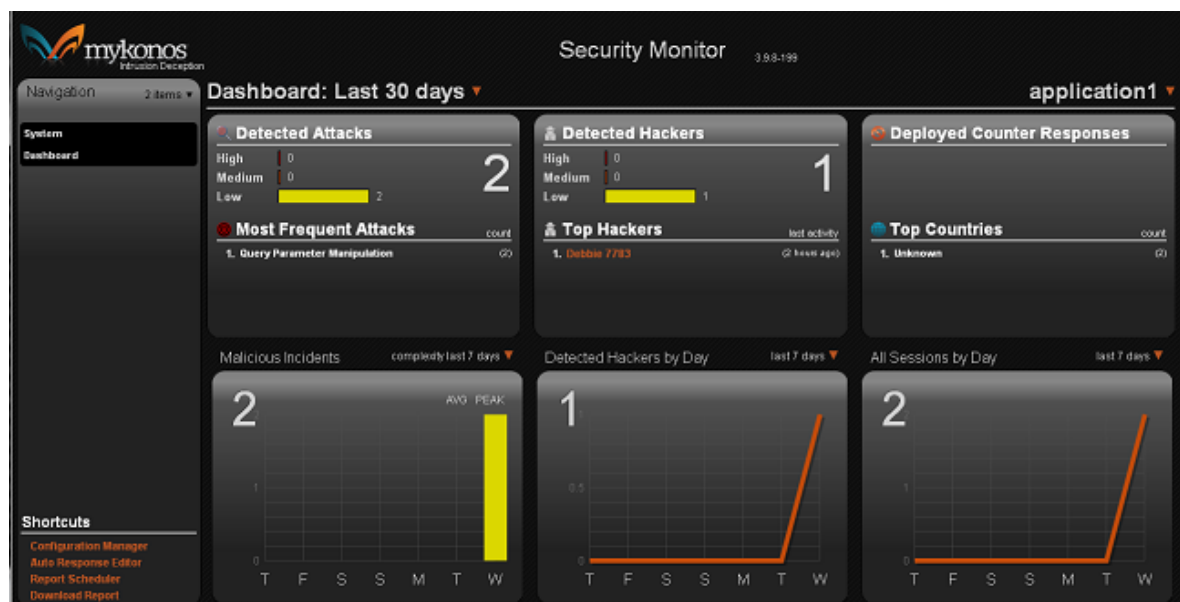 mykonos
Intrusion Deception
Security Monitor 3.9.8-199
Navigation 2 items
System
Dashboard
Dashboard: Last 30 days
application1
Detected Attacks
High 0
Medium 0
Low 2
2
Most Frequent Attacks count
1. Query Parameter Manipulation (2)
Detected Hackers
High 0
Medium 0
Low 1
1
Top Hackers last activity
1. Debbie 7783 (2 hours ago)
Deployed Counter Responses
Top Countries count
1. Unknown (2)
Malicious Incidents complexity last 7 days
2
AVG PEAK
1
0
T F S S M T W
Detected Hackers by Day last 7 days
1
0.5
0
T F S S M T W
All Sessions by Day last 7 days
2
1
0
T F S S M T W
Shortcuts
Configuration Manager
Auto Response Editor
Report Scheduler
Download Report